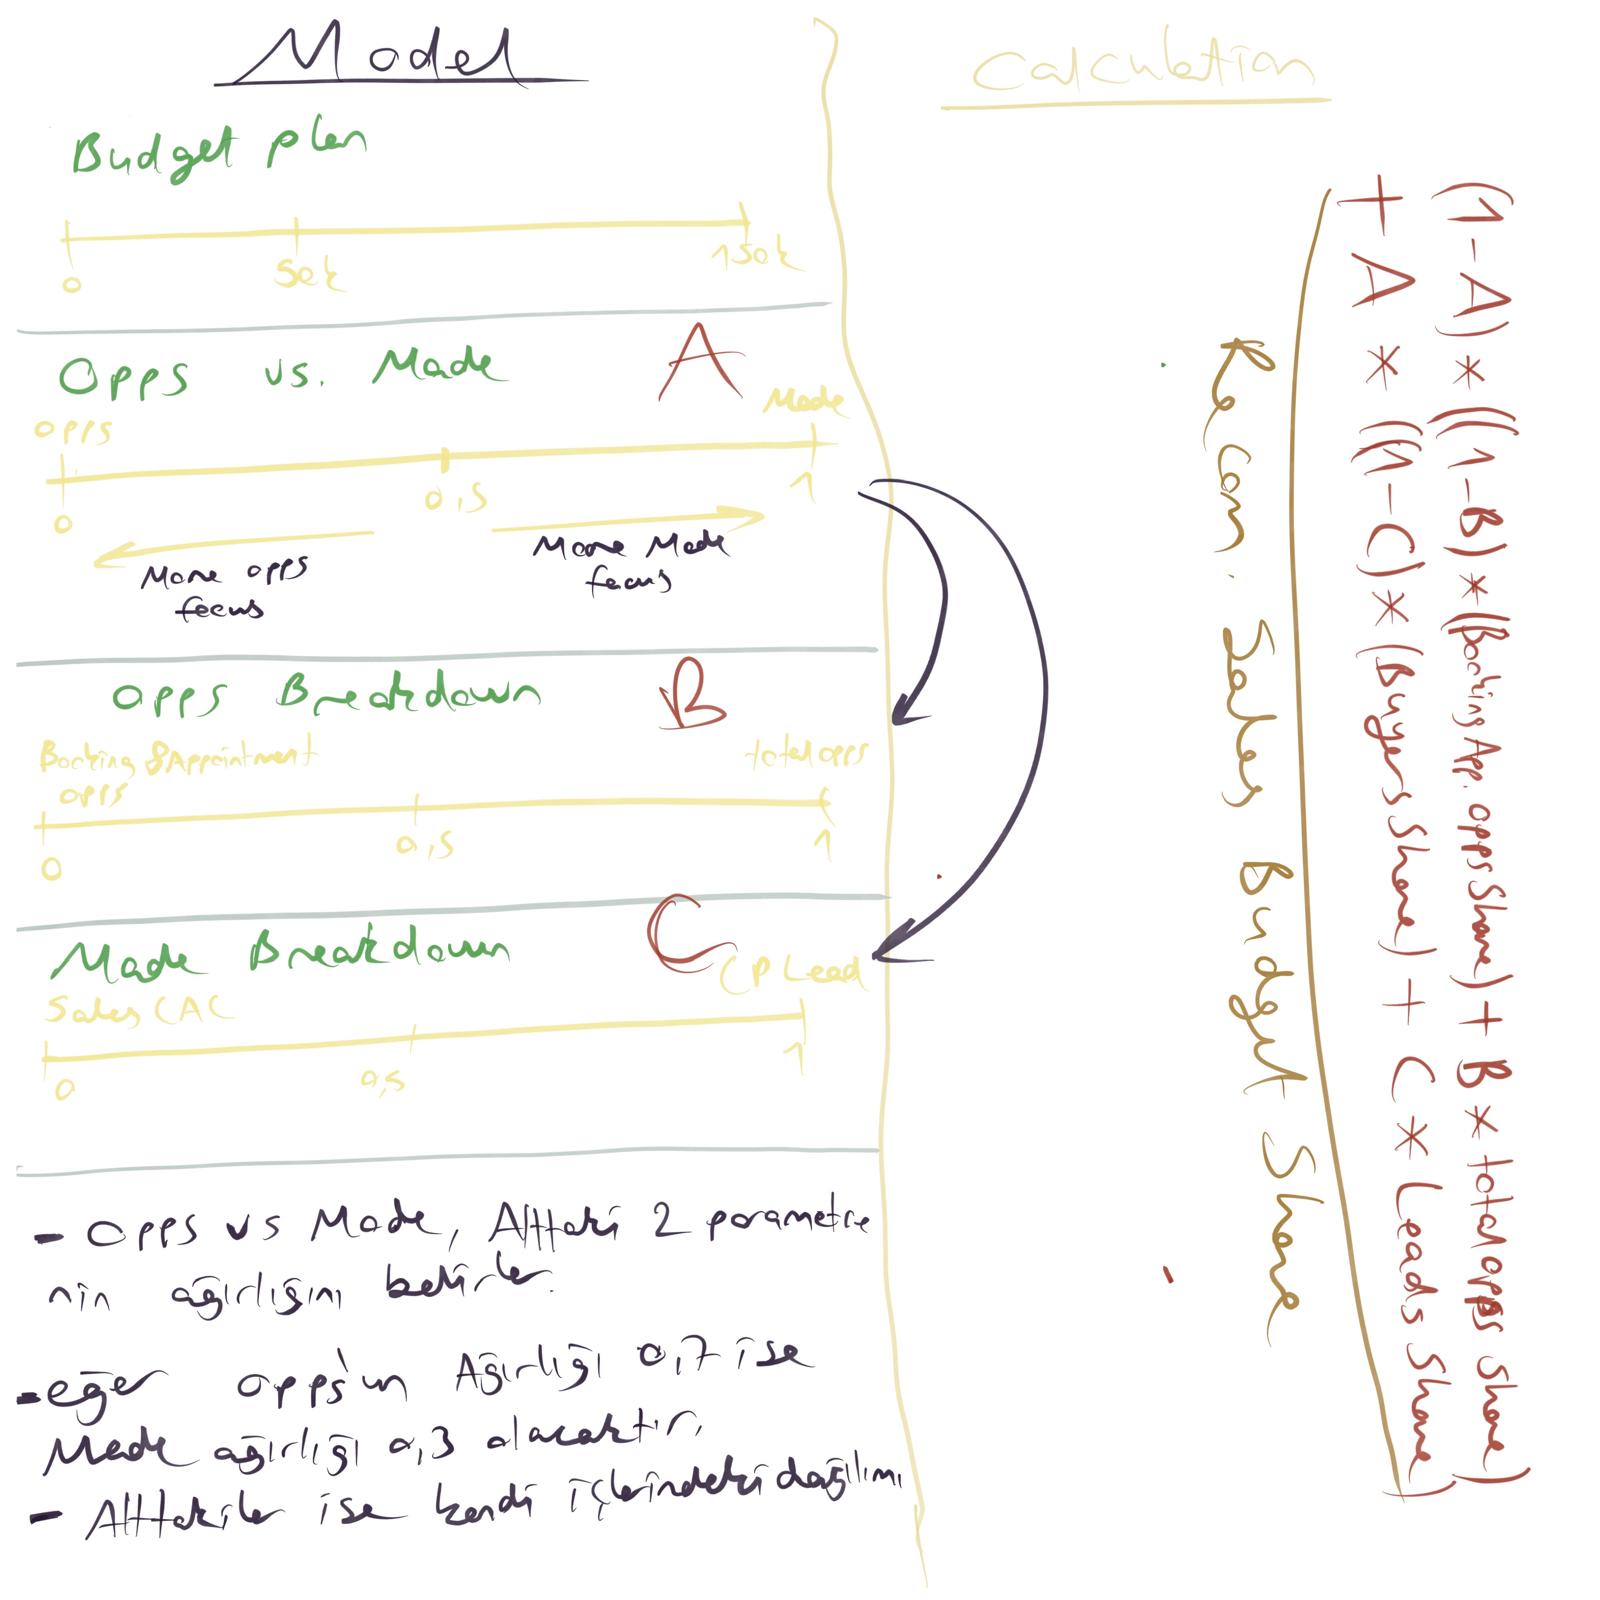 Model
Budget plan
0
50k
150k
Opps vs. Made
A
opps
Made
0
0,5
1
More opps
focus
More Made
focus
Opps Breakdown
B
Booking & Appointment
opps
total opps
0
0,5
1
Made Breakdown
C
Sales CAC
CP Lead
0
0,5
1
- Opps vs Made, Alttaki 2 parametre
nin ağırlığını belirler.
- eğer opps'un Ağırlığı 0,7 ise
Made ağırlığı 0,3 olacaktır.
- Alttakiler ise kendi içlerindeki dağılımı
Calculation
(1-A) * ((1-B) * (Booking App. opps Share) + B * total opps Share)
+ A * ((1-C) * (Buyers Share) + C * Leads Share)
Recom. Sales Budget Share